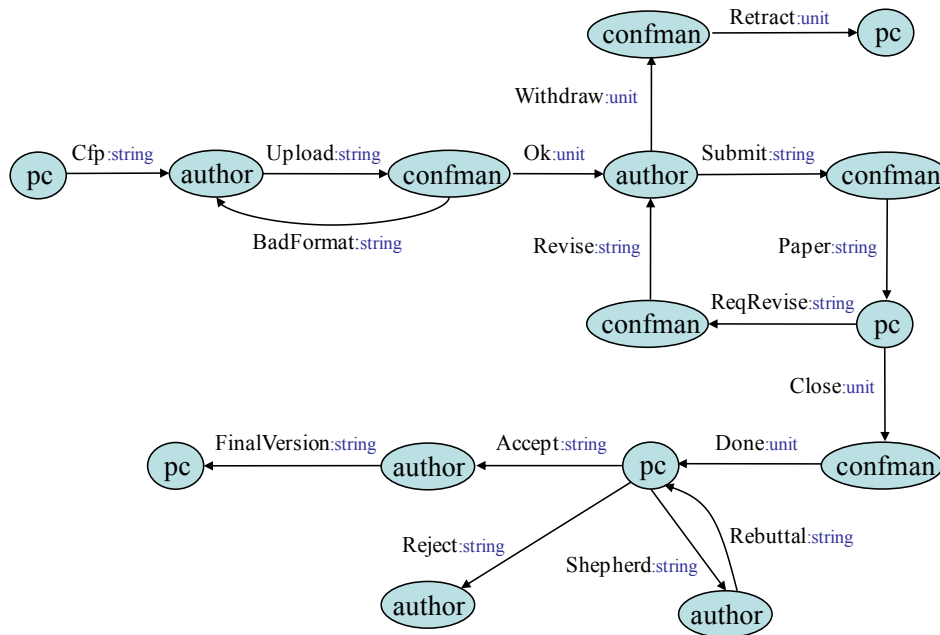 confman
Retract:unit
pc
Withdraw:unit
pc
Cfp:string
author
Upload:string
confman
Ok:unit
author
Submit:string
confman
BadFormat:string
Revise:string
Paper:string
confman
ReqRevise:string
pc
Close:unit
pc
FinalVersion:string
author
Accept:string
pc
Done:unit
confman
Reject:string
Shepherd:string
Rebuttal:string
author
author